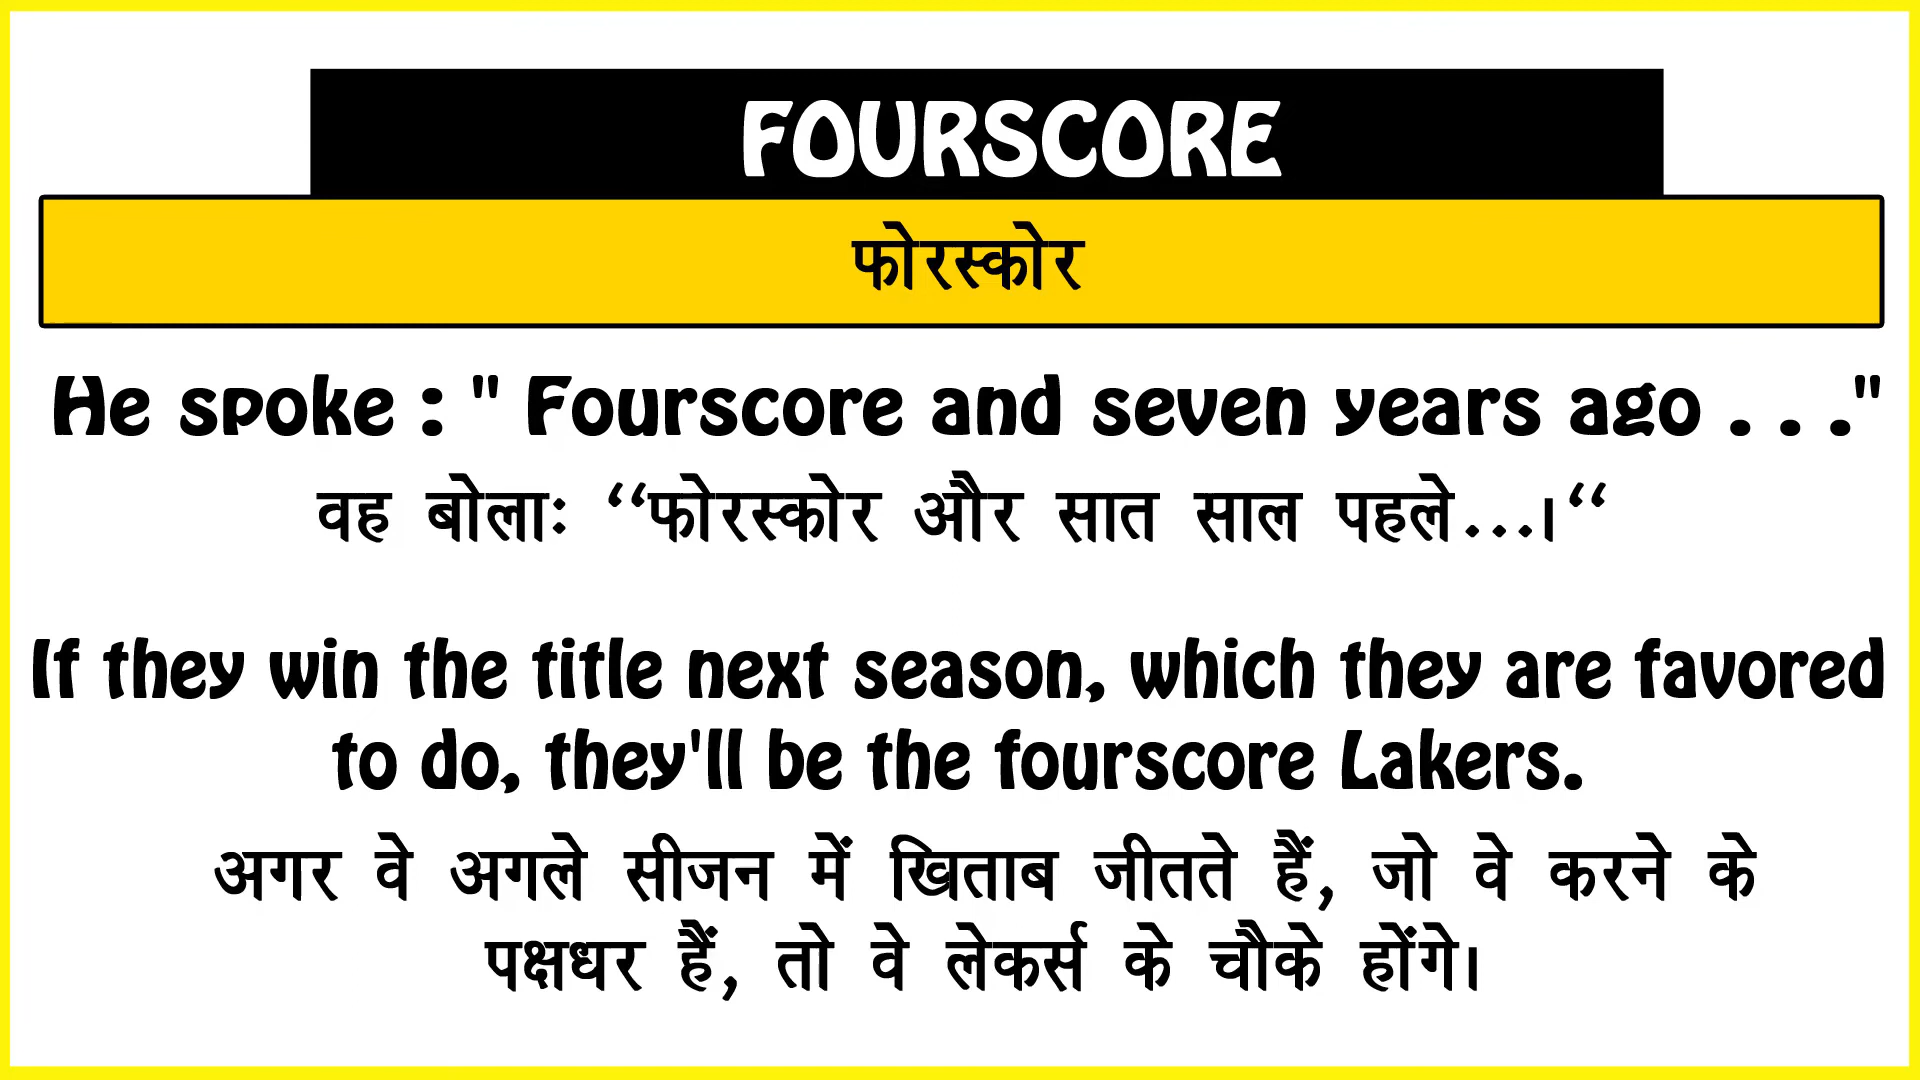 FOURSCORE
फोरस्कोर
He spoke : " Fourscore and seven years ago . . ."
वह बोलाः “फोरस्कोर और सात साल पहले...।“
If they win the title next season, which they are favored
to do, they'll be the fourscore Lakers.
अगर वे अगले सीजन में खिताब जीतते हैं, जो वे करने के
पक्षधर हैं, तो वे लेकर्स के चौके होंगे।